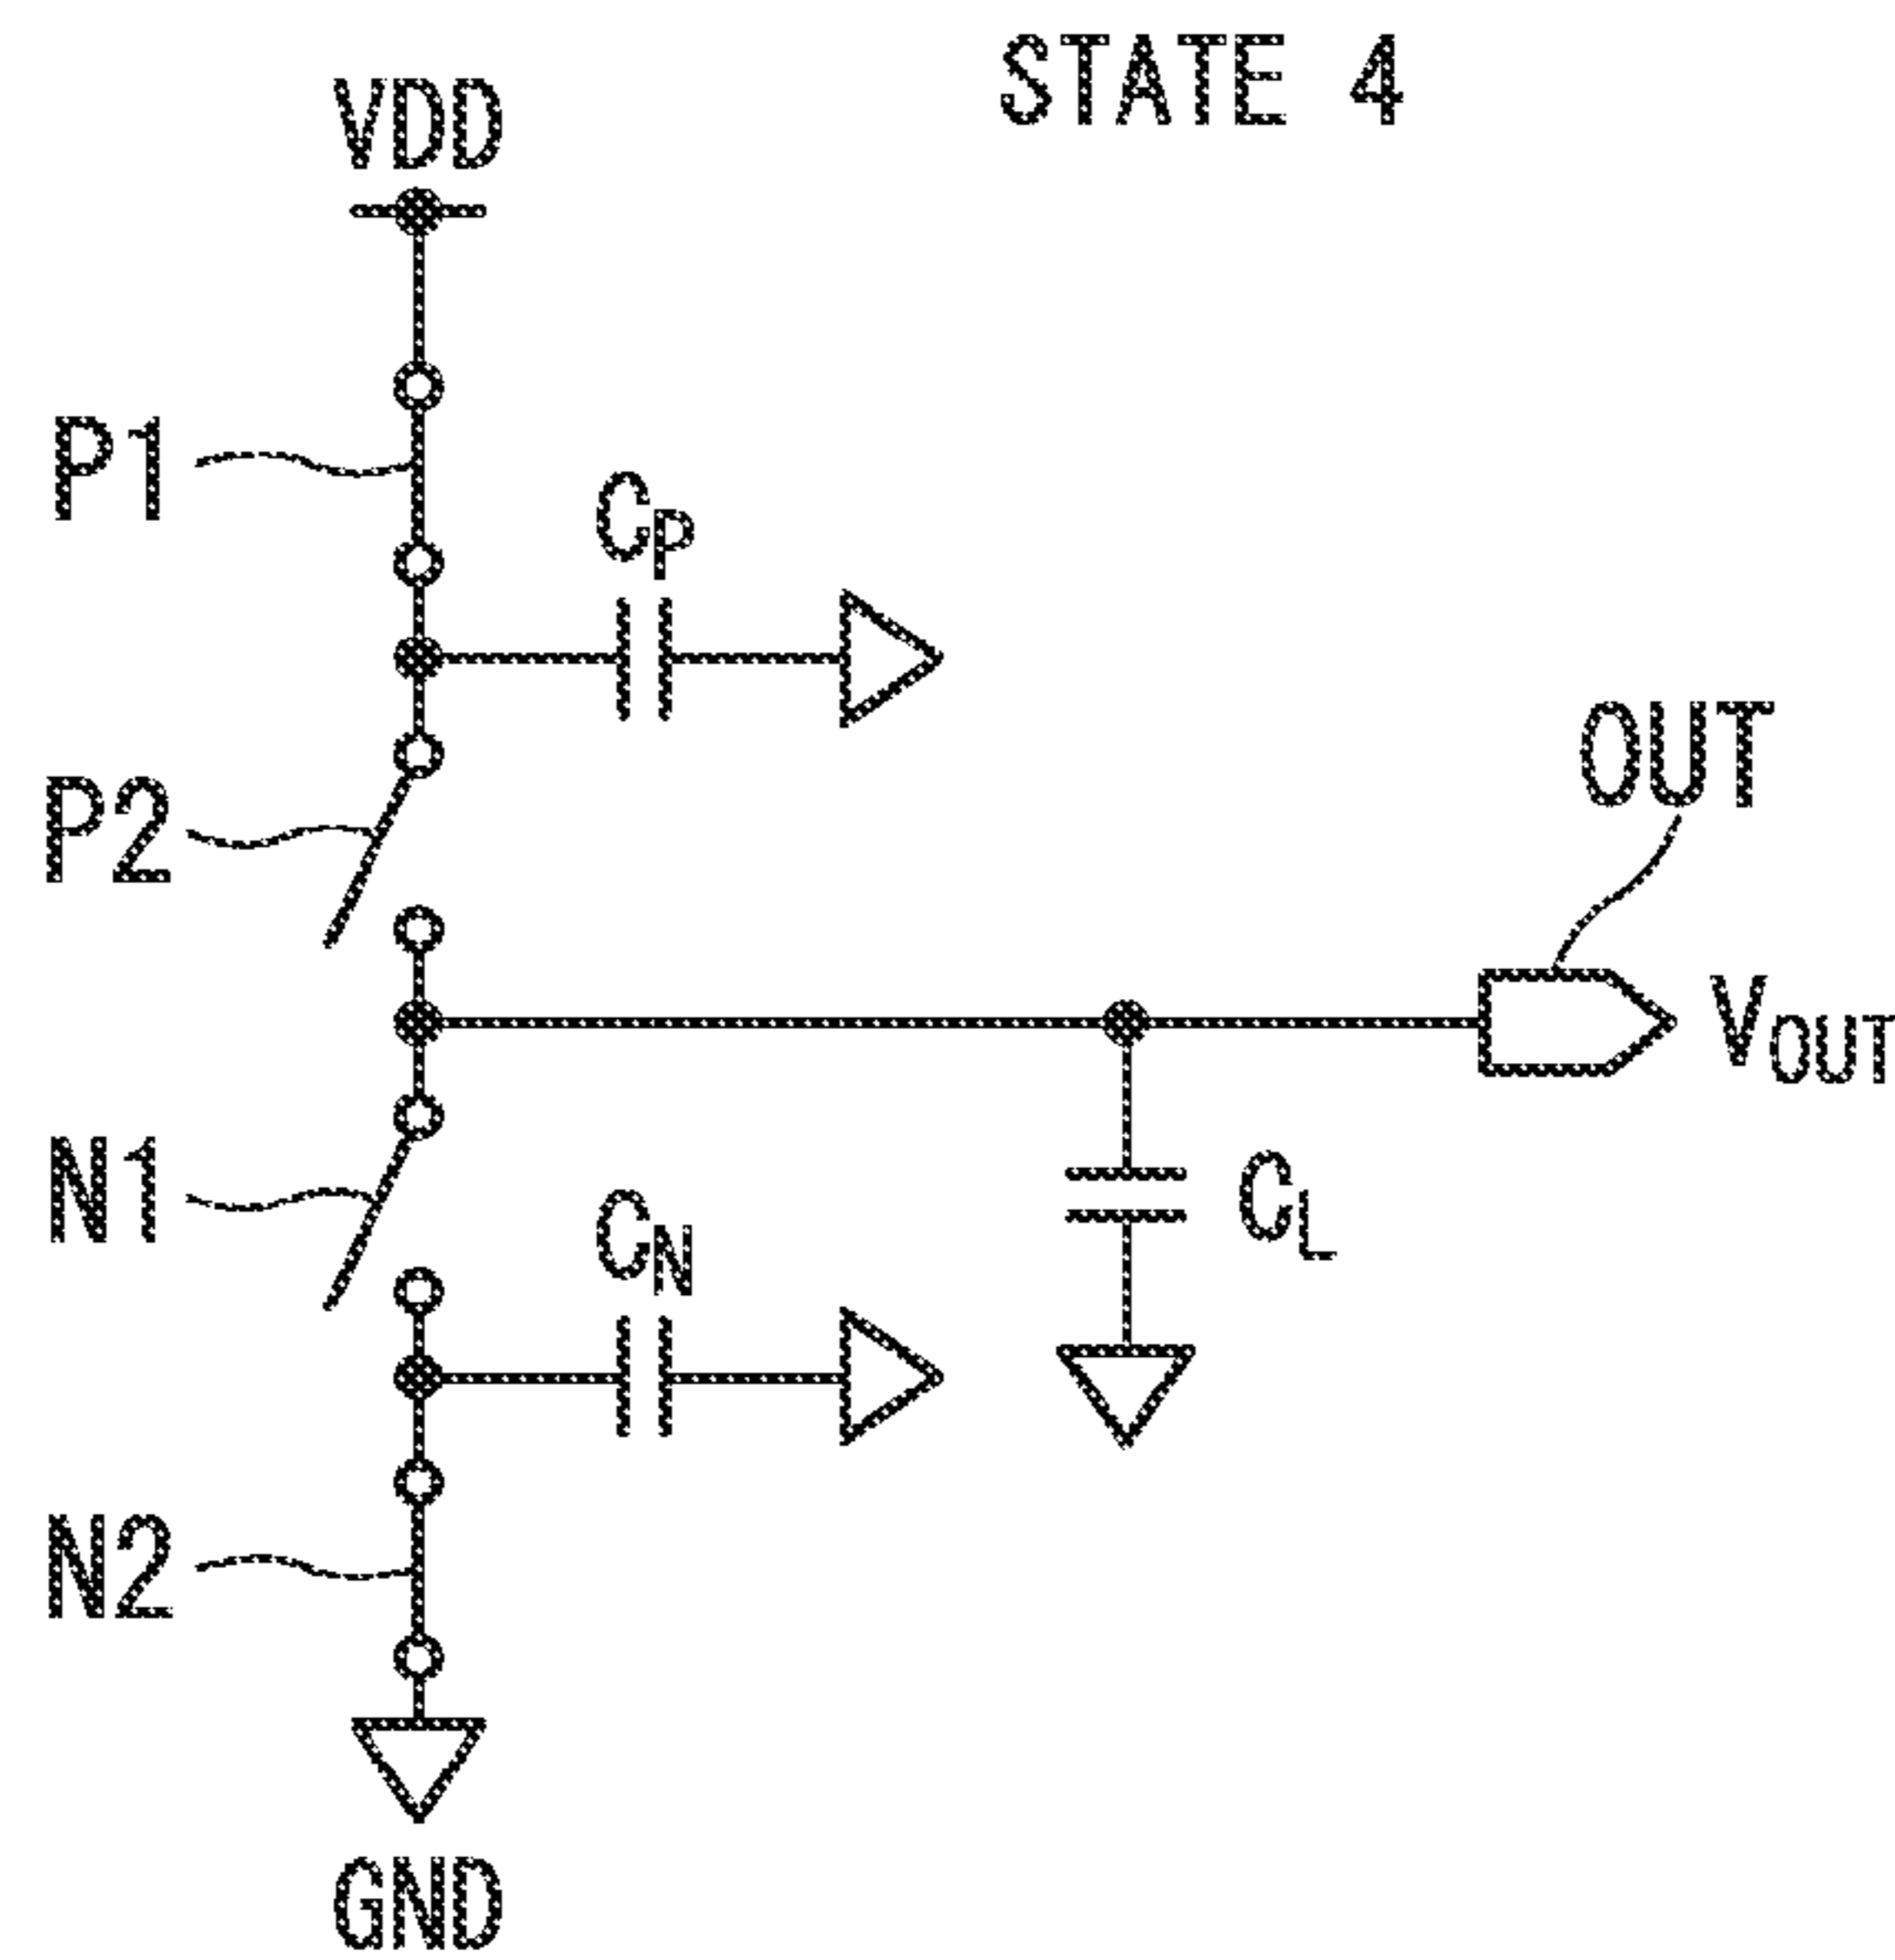 STATE 4
VDD
P1
CP
P2
OUT
VOUT
N1
CN
CL
N2
GND